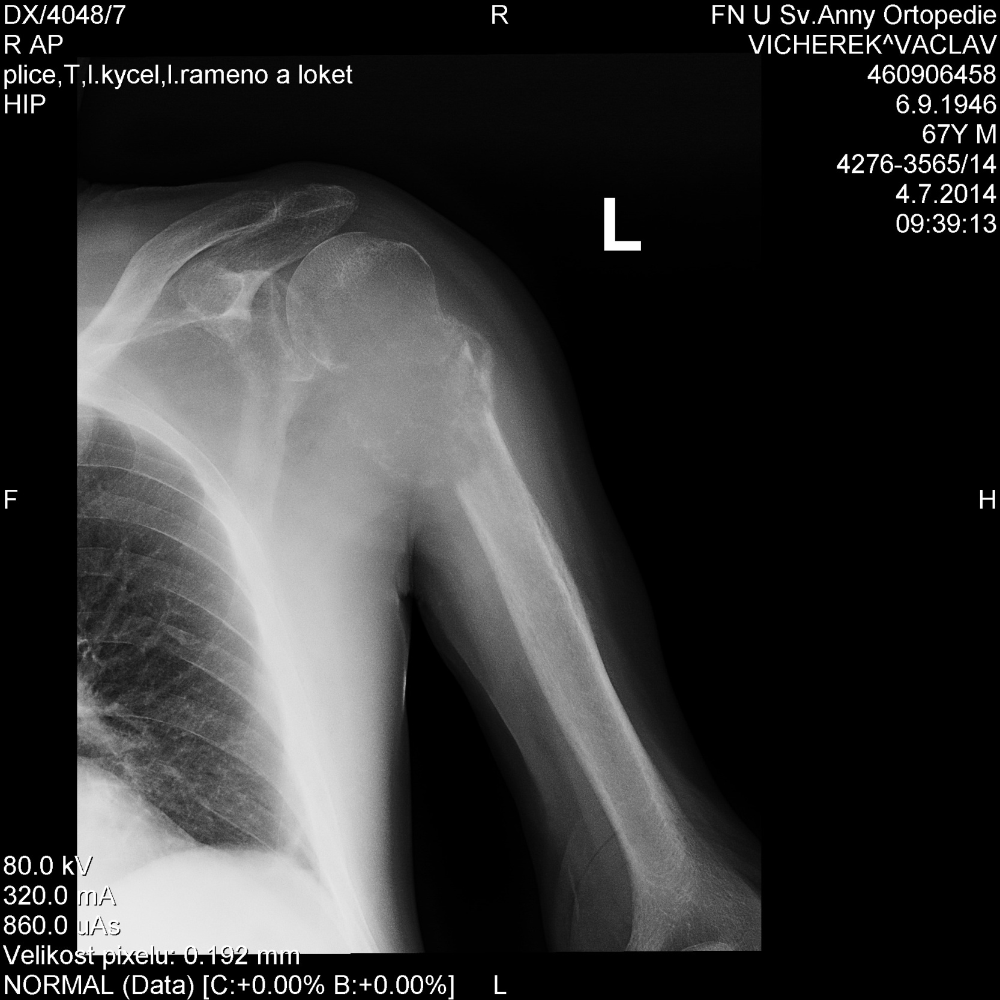 DX/4048/7
R AP
plice,T,l.kycel,l.rameno a loket
HIP
R
FN U Sv.Anny Ortopedie
VICHEREK^VACLAV
460906458
6.9.1946
67Y M
4276-3565/14
4.7.2014
09:39:13
L
F
H
80.0 kV
320.0 mA
860.0 uAs
Velikost pixelu: 0.192 mm
NORMAL (Data) [C:+0.00% B:+0.00%]
L